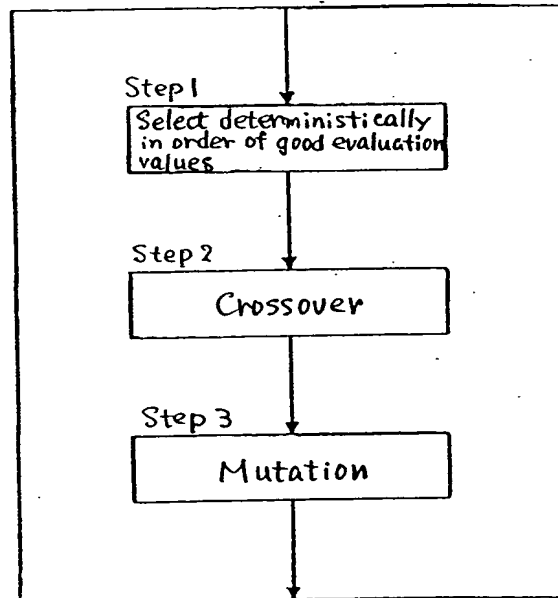 Step 1
Select deterministically
in order of good evaluation
values
Step 2
Crossover
Step 3
Mutation